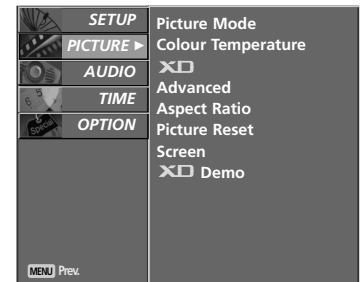 SETUP
PICTURE ►
AUDIO
TIME
OPTION
MENU Prev.
Picture Mode
Colour Temperature
XD
Advanced
Aspect Ratio
Picture Reset
Screen
XD Demo